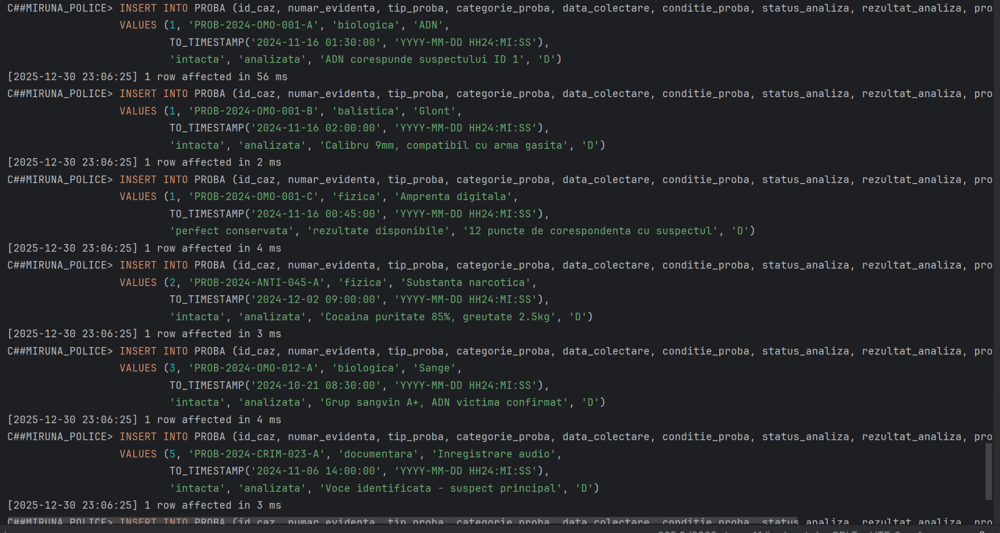 C##MIRUNA_POLICE> INSERT INTO PROBA (id_caz, numar_evidenta, tip_proba, categorie_proba, data_colectare, conditie_proba, status_analiza, rezultat_analiza, pro
VALUES (1, 'PROB-2024-OMO-001-A', 'biologica', 'ADN',
TO_TIMESTAMP('2024-11-16 01:30:00', 'YYYY-MM-DD HH24:MI:SS'),
'intacta', 'analizata', 'ADN corespunde suspectului ID 1', 'D')
[2025-12-30 23:06:25] 1 row affected in 56 ms
C##MIRUNA_POLICE> INSERT INTO PROBA (id_caz, numar_evidenta, tip_proba, categorie_proba, data_colectare, conditie_proba, status_analiza, rezultat_analiza, pro
VALUES (1, 'PROB-2024-OMO-001-B', 'balistica', 'Glont',
TO_TIMESTAMP('2024-11-16 02:00:00', 'YYYY-MM-DD HH24:MI:SS'),
'intacta', 'analizata', 'Calibru 9mm, compatibil cu arma gasita', 'D')
[2025-12-30 23:06:25] 1 row affected in 2 ms
C##MIRUNA_POLICE> INSERT INTO PROBA (id_caz, numar_evidenta, tip_proba, categorie_proba, data_colectare, conditie_proba, status_analiza, rezultat_analiza, pro
VALUES (1, 'PROB-2024-OMO-001-C', 'fizica', 'Amprenta digitala',
TO_TIMESTAMP('2024-11-16 00:45:00', 'YYYY-MM-DD HH24:MI:SS'),
'perfect conservata', 'rezultate disponibile', '12 puncte de corespondenta cu suspectul', 'D')
[2025-12-30 23:06:25] 1 row affected in 4 ms
C##MIRUNA_POLICE> INSERT INTO PROBA (id_caz, numar_evidenta, tip_proba, categorie_proba, data_colectare, conditie_proba, status_analiza, rezultat_analiza, pro
VALUES (2, 'PROB-2024-ANTI-045-A', 'fizica', 'Substanta narcotica',
TO_TIMESTAMP('2024-12-02 09:00:00', 'YYYY-MM-DD HH24:MI:SS'),
'intacta', 'analizata', 'Cocaina puritate 85%, greutate 2.5kg', 'D')
[2025-12-30 23:06:25] 1 row affected in 3 ms
C##MIRUNA_POLICE> INSERT INTO PROBA (id_caz, numar_evidenta, tip_proba, categorie_proba, data_colectare, conditie_proba, status_analiza, rezultat_analiza, pro
VALUES (3, 'PROB-2024-OMO-012-A', 'biologica', 'Sange',
TO_TIMESTAMP('2024-10-21 08:30:00', 'YYYY-MM-DD HH24:MI:SS'),
'intacta', 'analizata', 'Grup sangvin A+, ADN victima confirmat', 'D')
[2025-12-30 23:06:25] 1 row affected in 4 ms
C##MIRUNA_POLICE> INSERT INTO PROBA (id_caz, numar_evidenta, tip_proba, categorie_proba, data_colectare, conditie_proba, status_analiza, rezultat_analiza, pro
VALUES (5, 'PROB-2024-CRIM-023-A', 'documentara', 'Inregistrare audio',
TO_TIMESTAMP('2024-11-06 14:00:00', 'YYYY-MM-DD HH24:MI:SS'),
'intacta', 'analizata', 'Voce identificata - suspect principal', 'D')
[2025-12-30 23:06:25] 1 row affected in 3 ms
C##MIRUNA_POLICE> INSERT INTO PROBA (id_caz, numar_evidenta, tip_proba, categorie_proba, data_colectare, conditie_proba, status_analiza, rezultat_analiza, pro